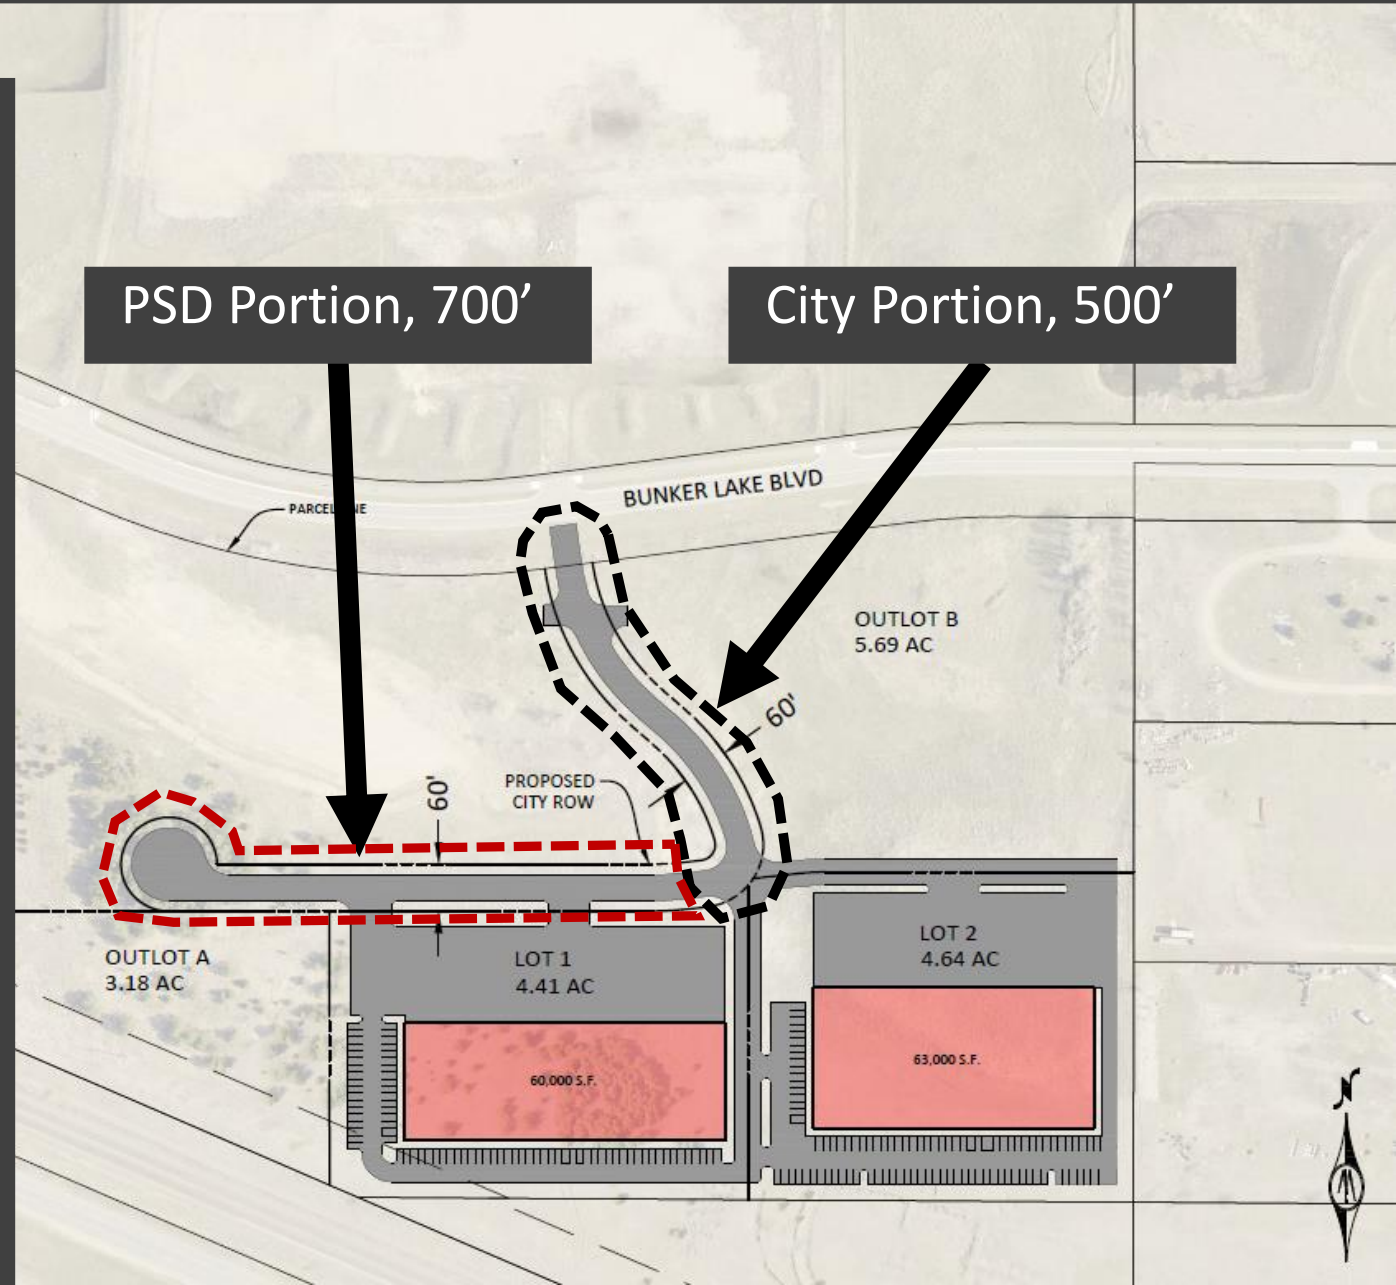 PSD Portion, 700’
City Portion, 500’
BUNKER LAKE BLVD
OUTLOT B
5.69 AC
60'
PROPOSED
CITY ROW
60'
OUTLOT A
3.18 AC
LOT 1
4.41 AC
LOT 2
4.64 AC
60,000 S.F.
63,000 S.F.
N